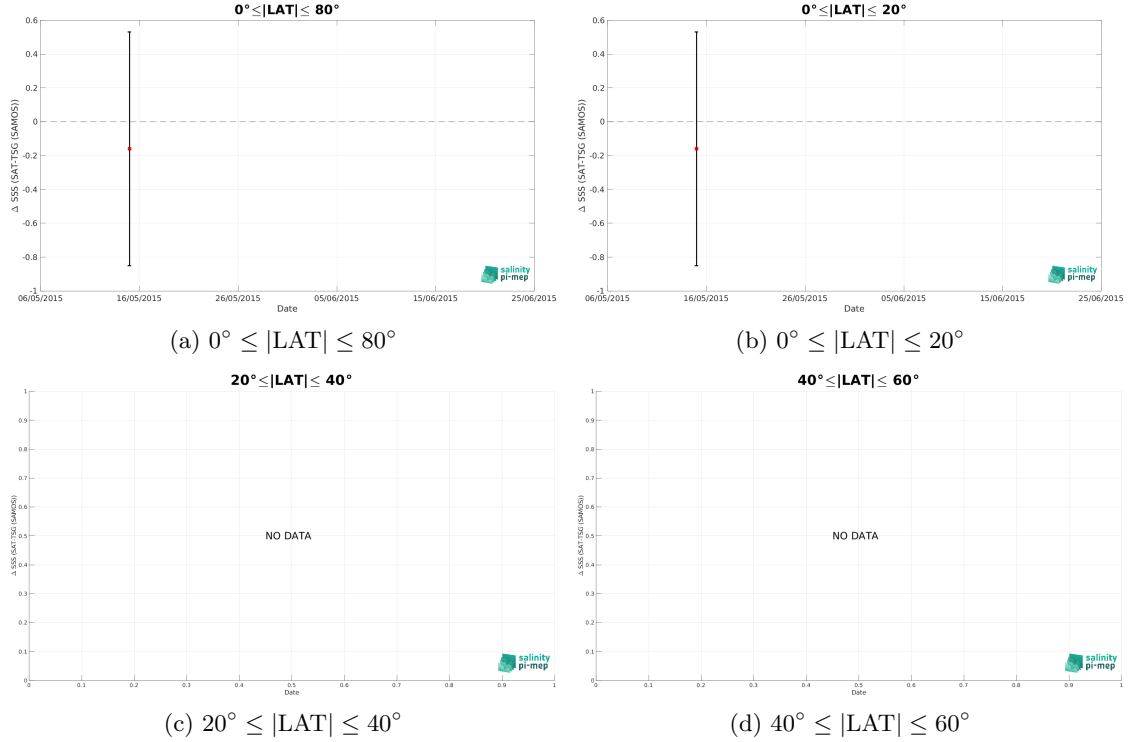 0°≤|LAT|≤ 80°
0.6
0.4
0.2
0
-0.2
-0.4
-0.6
-0.8
-1
Δ SSS (SAT-TSG (SAMOS))
06/05/2015 16/05/2015 26/05/2015 05/06/2015 15/06/2015 25/06/2015
Date
salinity
pi-mep
(a) 0° ≤ |LAT| ≤ 80°
0°≤|LAT|≤ 20°
0.6
0.4
0.2
0
-0.2
-0.4
-0.6
-0.8
-1
Δ SSS (SAT-TSG (SAMOS))
06/05/2015 16/05/2015 26/05/2015 05/06/2015 15/06/2015 25/06/2015
Date
salinity
pi-mep
(b) 0° ≤ |LAT| ≤ 20°
20°≤|LAT|≤ 40°
1
0.9
0.8
0.7
0.6
0.5
0.4
0.3
0.2
0.1
0
Δ SSS (SAT-TSG (SAMOS))
NO DATA
0 0.1 0.2 0.3 0.4 0.5 0.6 0.7 0.8 0.9 1
Date
salinity
pi-mep
(c) 20° ≤ |LAT| ≤ 40°
40°≤|LAT|≤ 60°
1
0.9
0.8
0.7
0.6
0.5
0.4
0.3
0.2
0.1
0
Δ SSS (SAT-TSG (SAMOS))
NO DATA
0 0.1 0.2 0.3 0.4 0.5 0.6 0.7 0.8 0.9 1
Date
salinity
pi-mep
(d) 40° ≤ |LAT| ≤ 60°